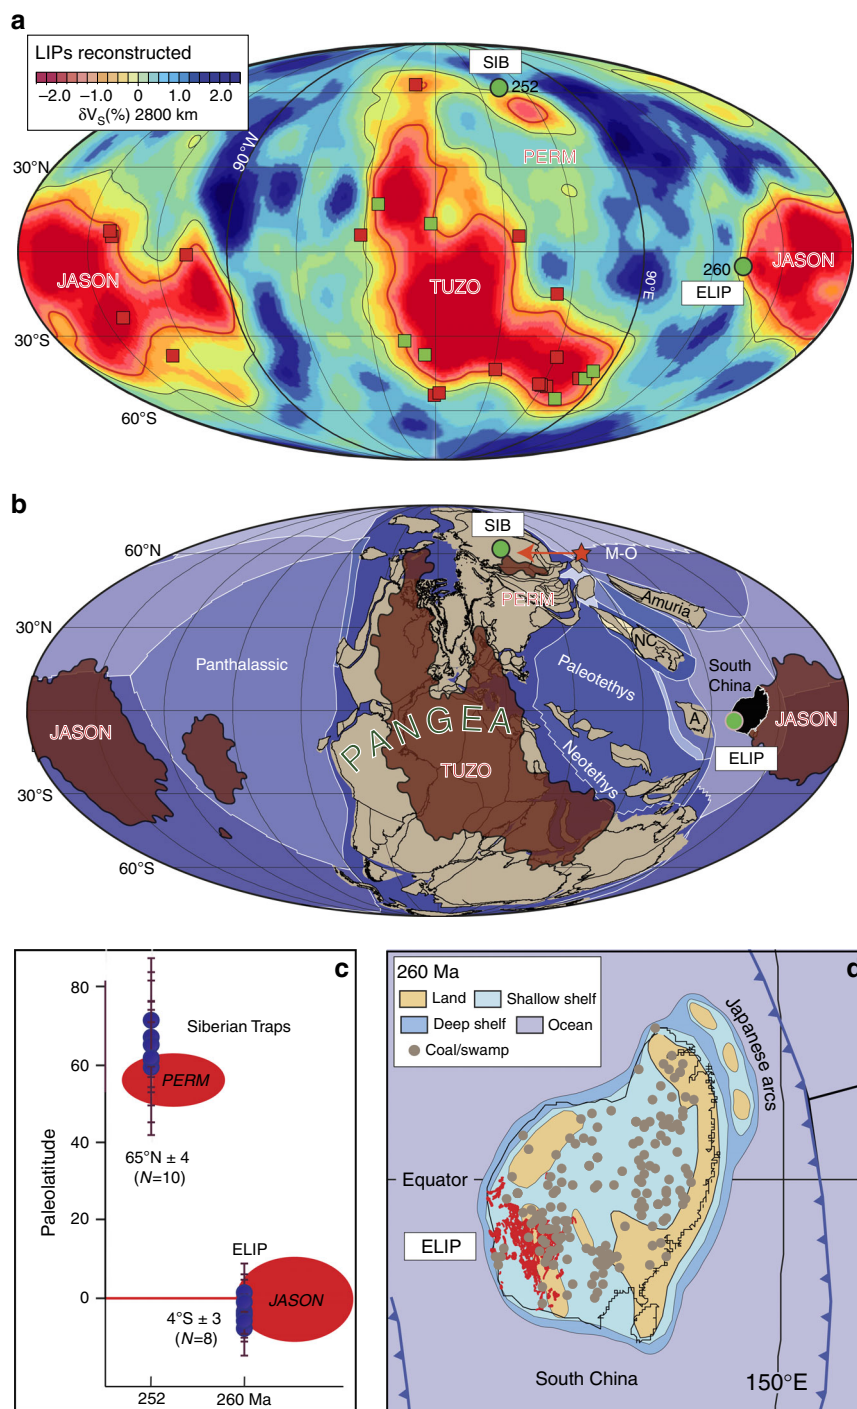 a
LIPs reconstructed
−2.0 −1.0 0 1.0 2.0
δVS(%) 2800 km
SIB
252
PERM
90°W
30°N
JASON
TUZO
260
ELIP
90°E
JASON
30°S
60°S
b
SIB
60°N
M-O
PERM
Amuria
30°N
NC
Panthalassic
Paleotethys
South
China
JASON
PANGEA
A
JASON
TUZO
Neotethys
ELIP
30°S
60°S
c
80
Siberian Traps
60
PERM
40
Paleolatitude
65°N ± 4
(N=10)
20
ELIP
0
JASON
4°S ± 3
(N=8)
252
260 Ma
d
260 Ma
Land
Shallow shelf
Deep shelf
Ocean
Coal/swamp
Japanese arcs
Equator
ELIP
South China
150°E